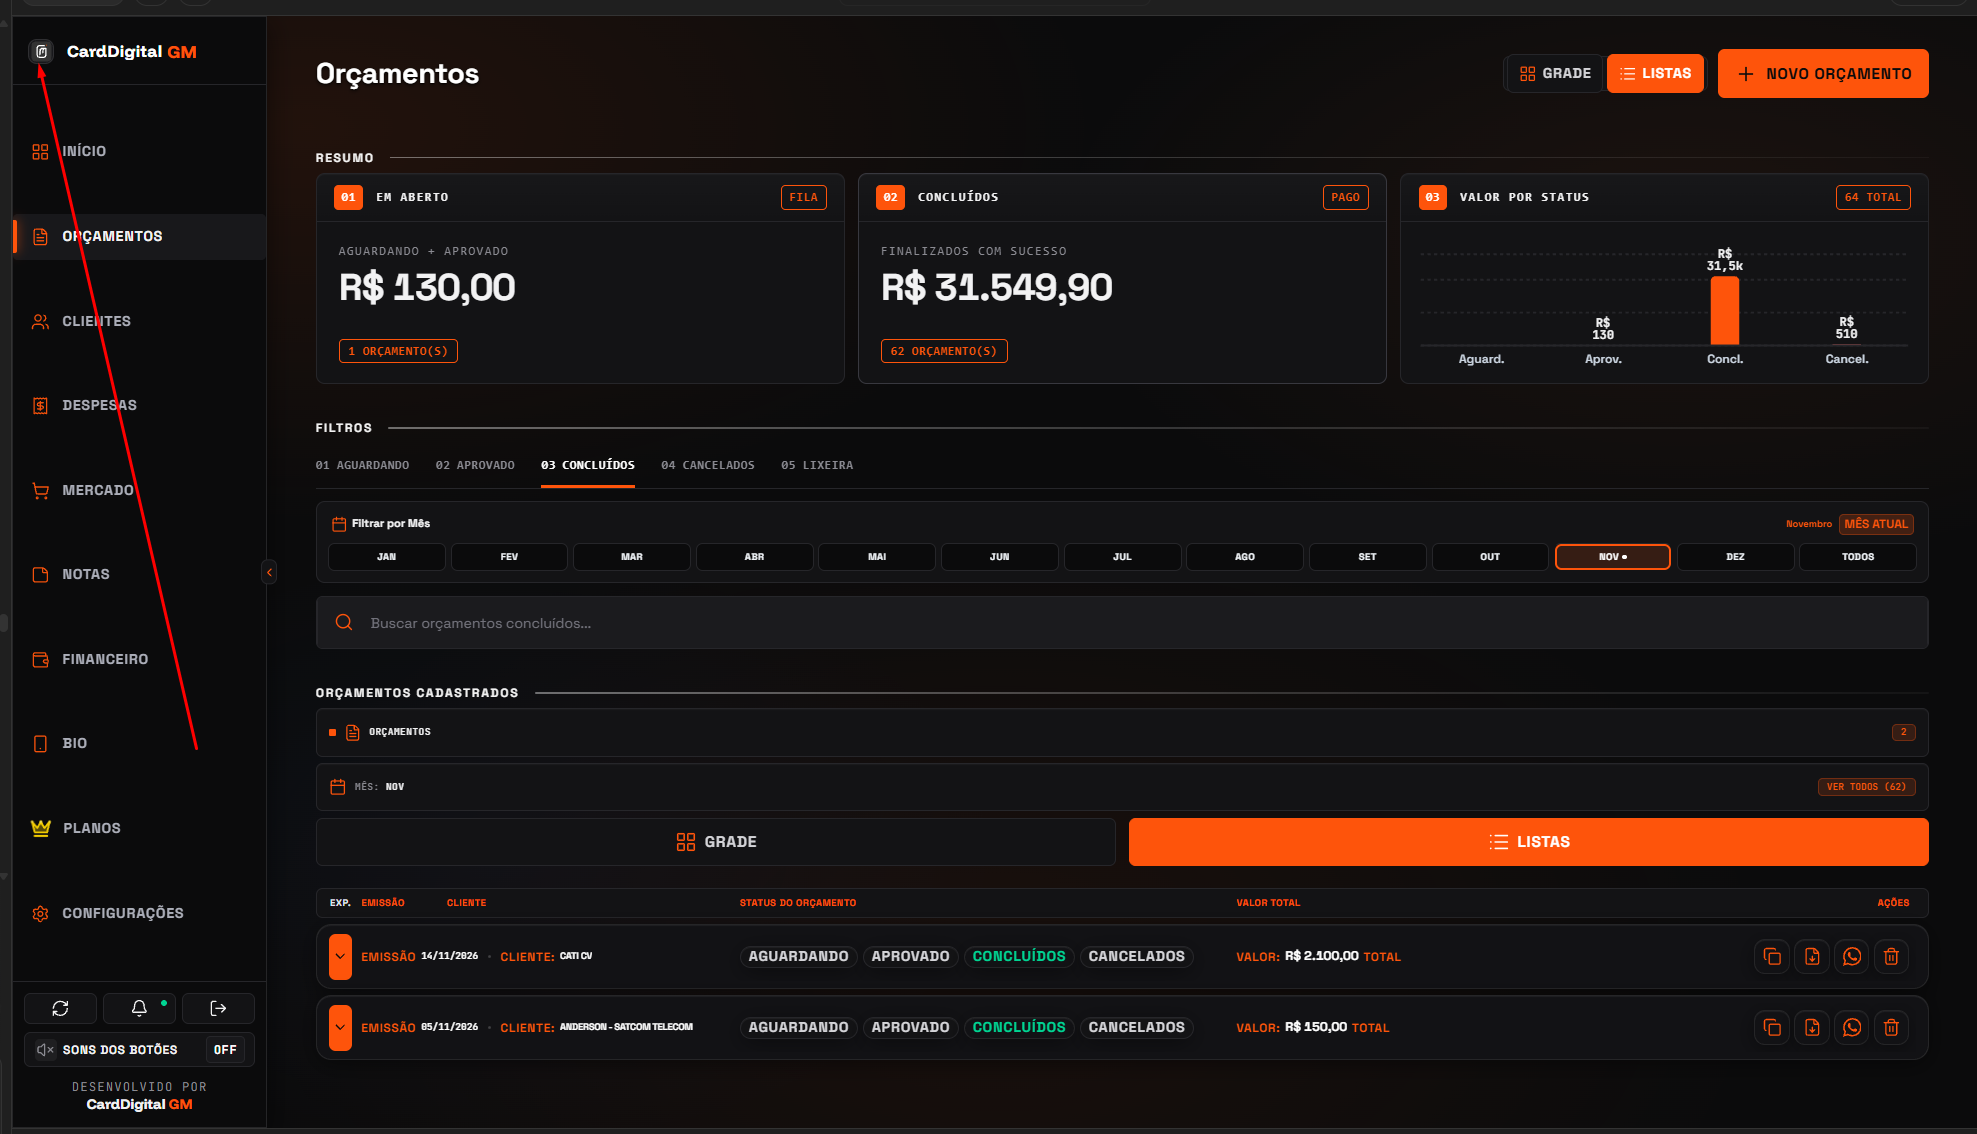 CardDigital GM
INÍCIO
ORÇAMENTOS
CLIENTES
DESPESAS
MERCADO
NOTAS
FINANCEIRO
BIO
PLANOS
CONFIGURAÇÕES
SONS DOS BOTÕES OFF
DESENVOLVIDO POR
CardDigital GM
Orçamentos
GRADE LISTAS + NOVO ORÇAMENTO
RESUMO
01 EM ABERTO FILA
AGUARDANDO + APROVADO
R$ 130,00
1 ORÇAMENTO(S)
02 CONCLUÍDOS PAGO
FINALIZADOS COM SUCESSO
R$ 31.549,90
62 ORÇAMENTO(S)
03 VALOR POR STATUS 64 TOTAL
R$
31,5k
R$
130
R$
510
Aguard. Aprov. Concl. Cancel.
FILTROS
01 AGUARDANDO 02 APROVADO 03 CONCLUÍDOS 04 CANCELADOS 05 LIXEIRA
Filtrar por Mês Novembro MÊS ATUAL
JAN FEV MAR ABR MAI JUN JUL AGO SET OUT NOV • DEZ TODOS
Buscar orçamentos concluídos...
ORÇAMENTOS CADASTRADOS
ORÇAMENTOS 2
MÊS: NOV VER TODOS (62)
GRADE LISTAS
EXP. EMISSÃO CLIENTE STATUS DO ORÇAMENTO VALOR TOTAL AÇÕES
EMISSÃO 14/11/2026 • CLIENTE: CATI CV AGUARDANDO APROVADO CONCLUÍDOS CANCELADOS VALOR: R$ 2.100,00 TOTAL
EMISSÃO 05/11/2026 • CLIENTE: ANDERSON - SATCOM TELECOM AGUARDANDO APROVADO CONCLUÍDOS CANCELADOS VALOR: R$ 150,00 TOTAL